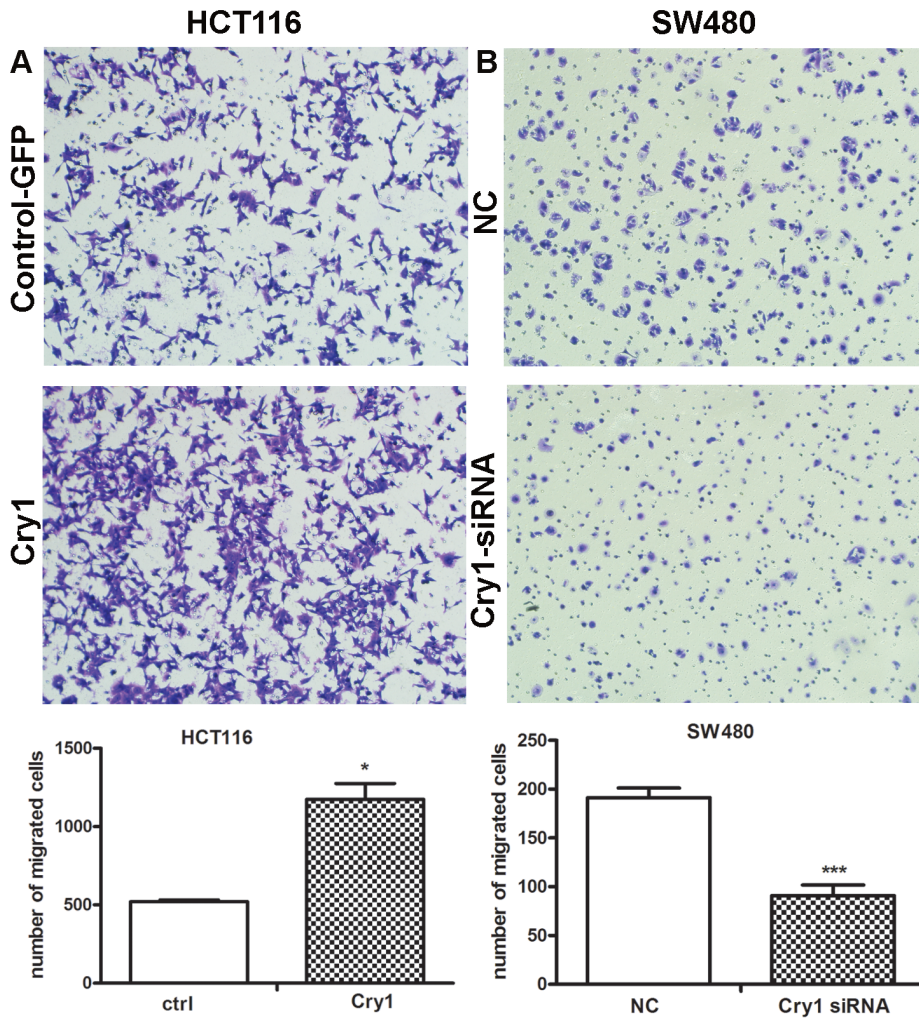 HCT116
SW480
A
B
Control-GFP
NC
Cry1
Cry1-siRNA
HCT116
number of migrated cells
1500
1000
500
0
*
ctrl
Cry1
SW480
number of migrated cells
250
200
150
100
50
0
***
NC
Cry1 siRNA